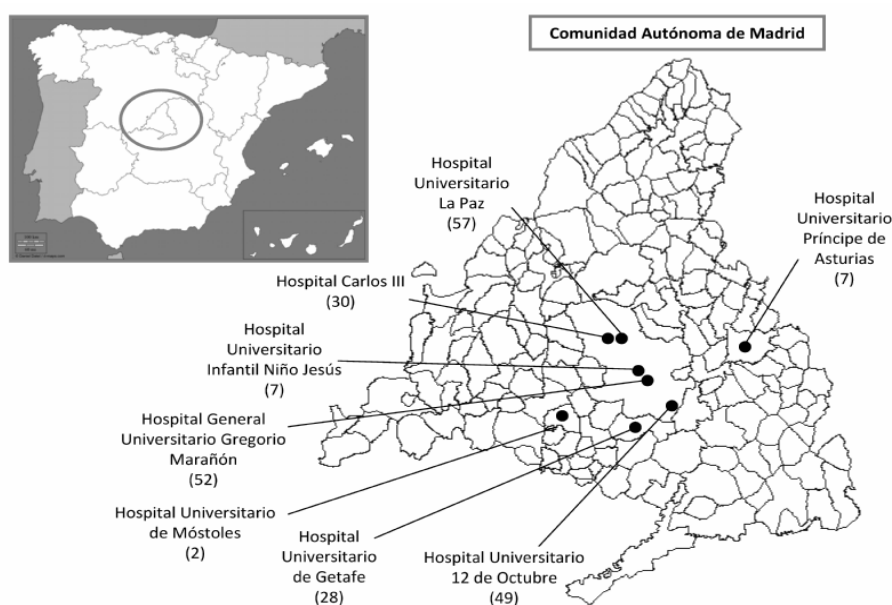 Comunidad Autónoma de Madrid
Hospital
Universitario
La Paz
(57)
Hospital
Universitario
Príncipe de
Asturias
(7)
Hospital Carlos III
(30)
Hospital
Universitario
Infantil Niño Jesús
(7)
Hospital General
Universitario Gregorio
Marañón
(52)
Hospital Universitario
de Móstoles
(2)
Hospital
Universitario
de Getafe
(28)
Hospital Universitario
12 de Octubre
(49)